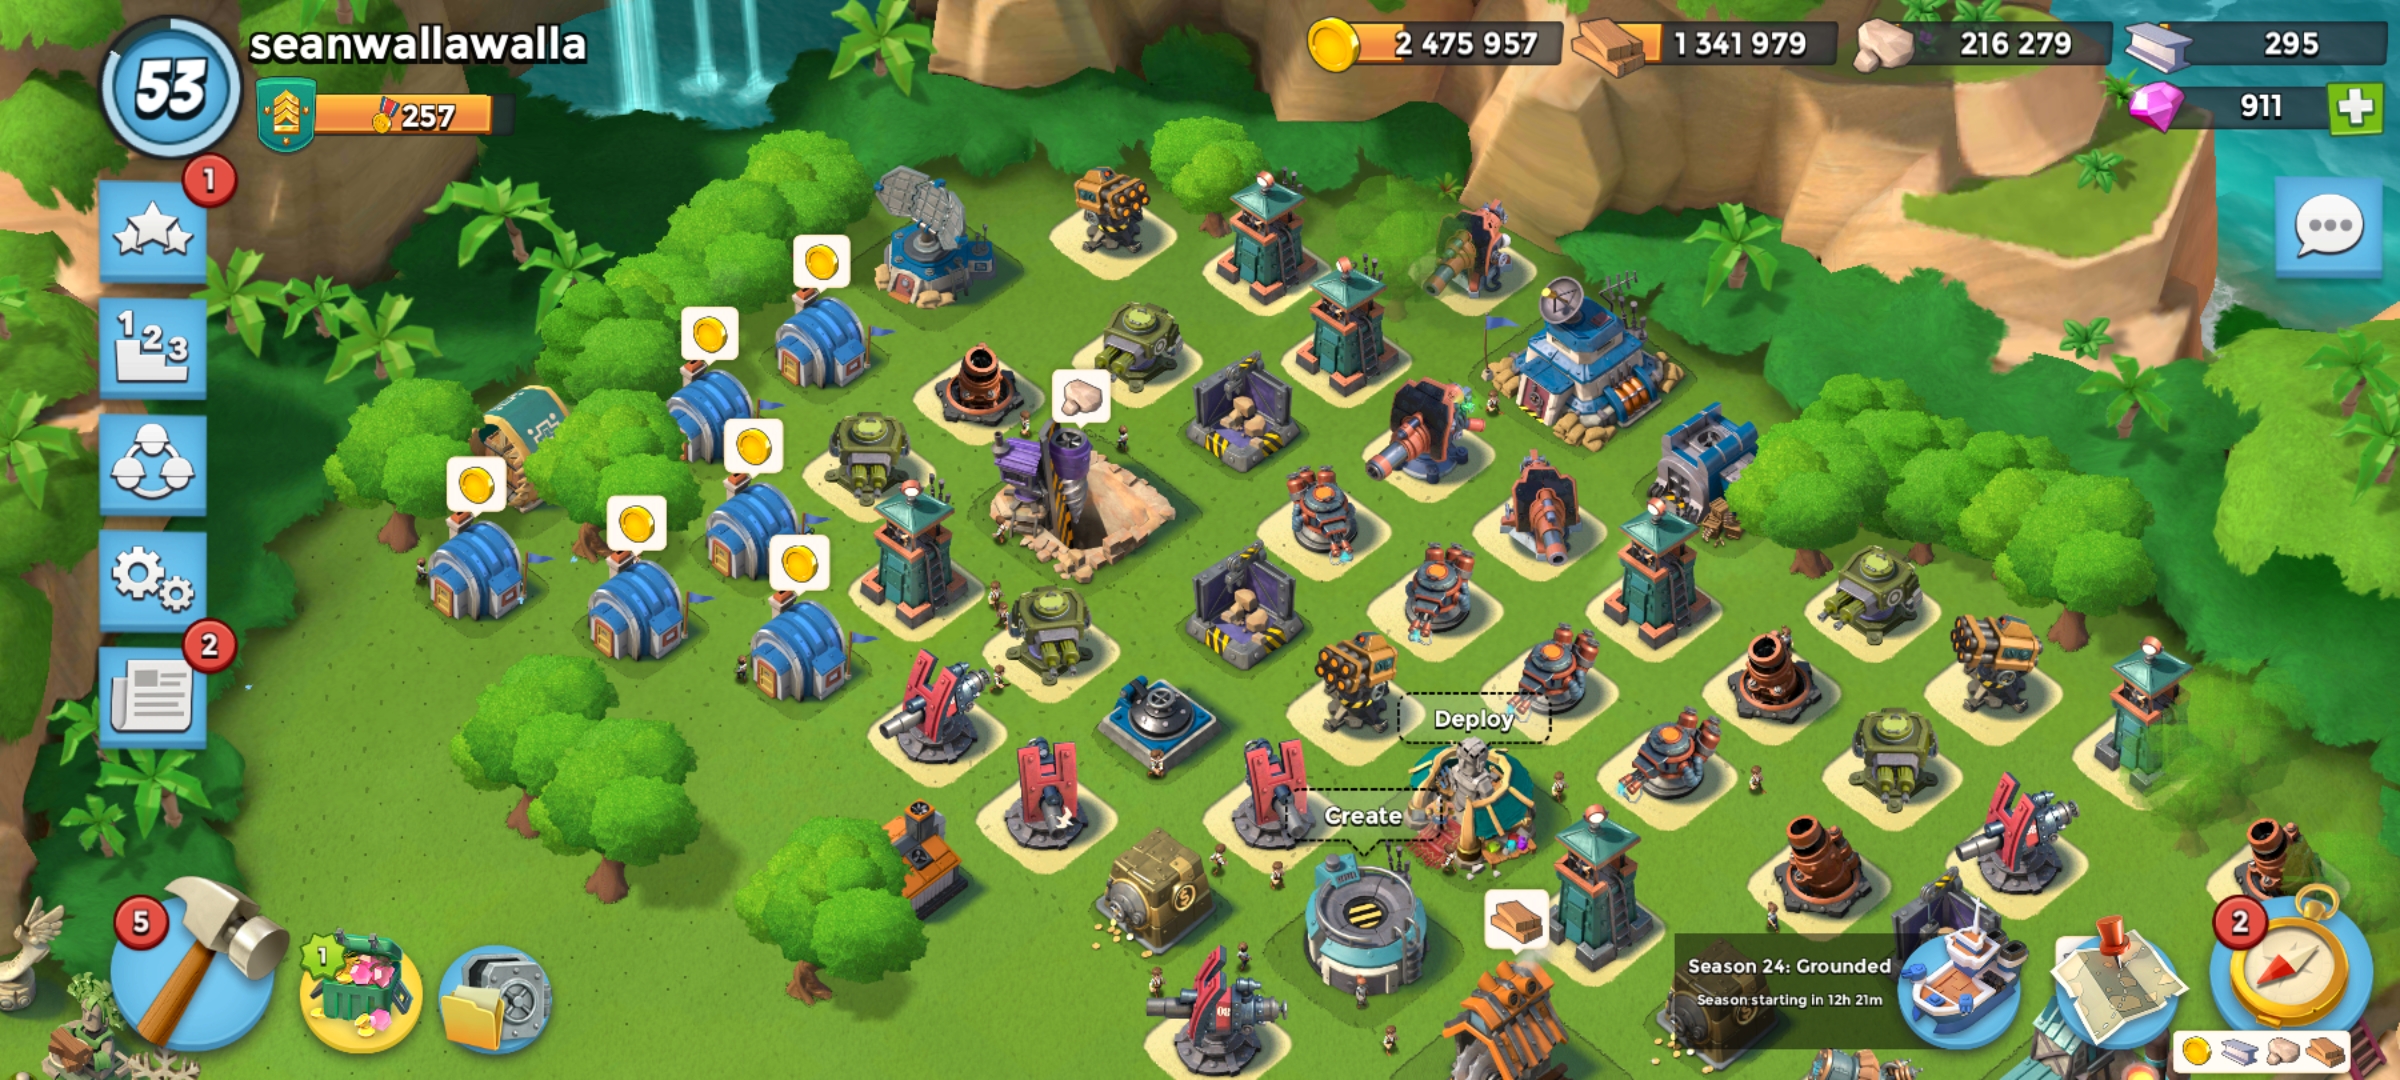 53
seanwallawalla
257
2 475 957
1 341 979
216 279
295
911
1
1 2 3
2
Deploy
Create
5
1
Season 24: Grounded
Season starting in 12h 21m
2